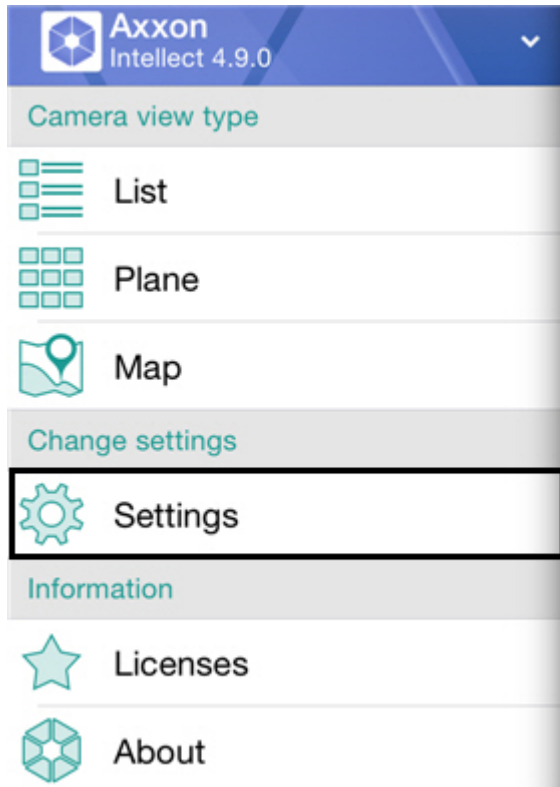 Axxon
Intellect 4.9.0
Camera view type
List
Plane
Map
Change settings
Settings
Information
Licenses
About